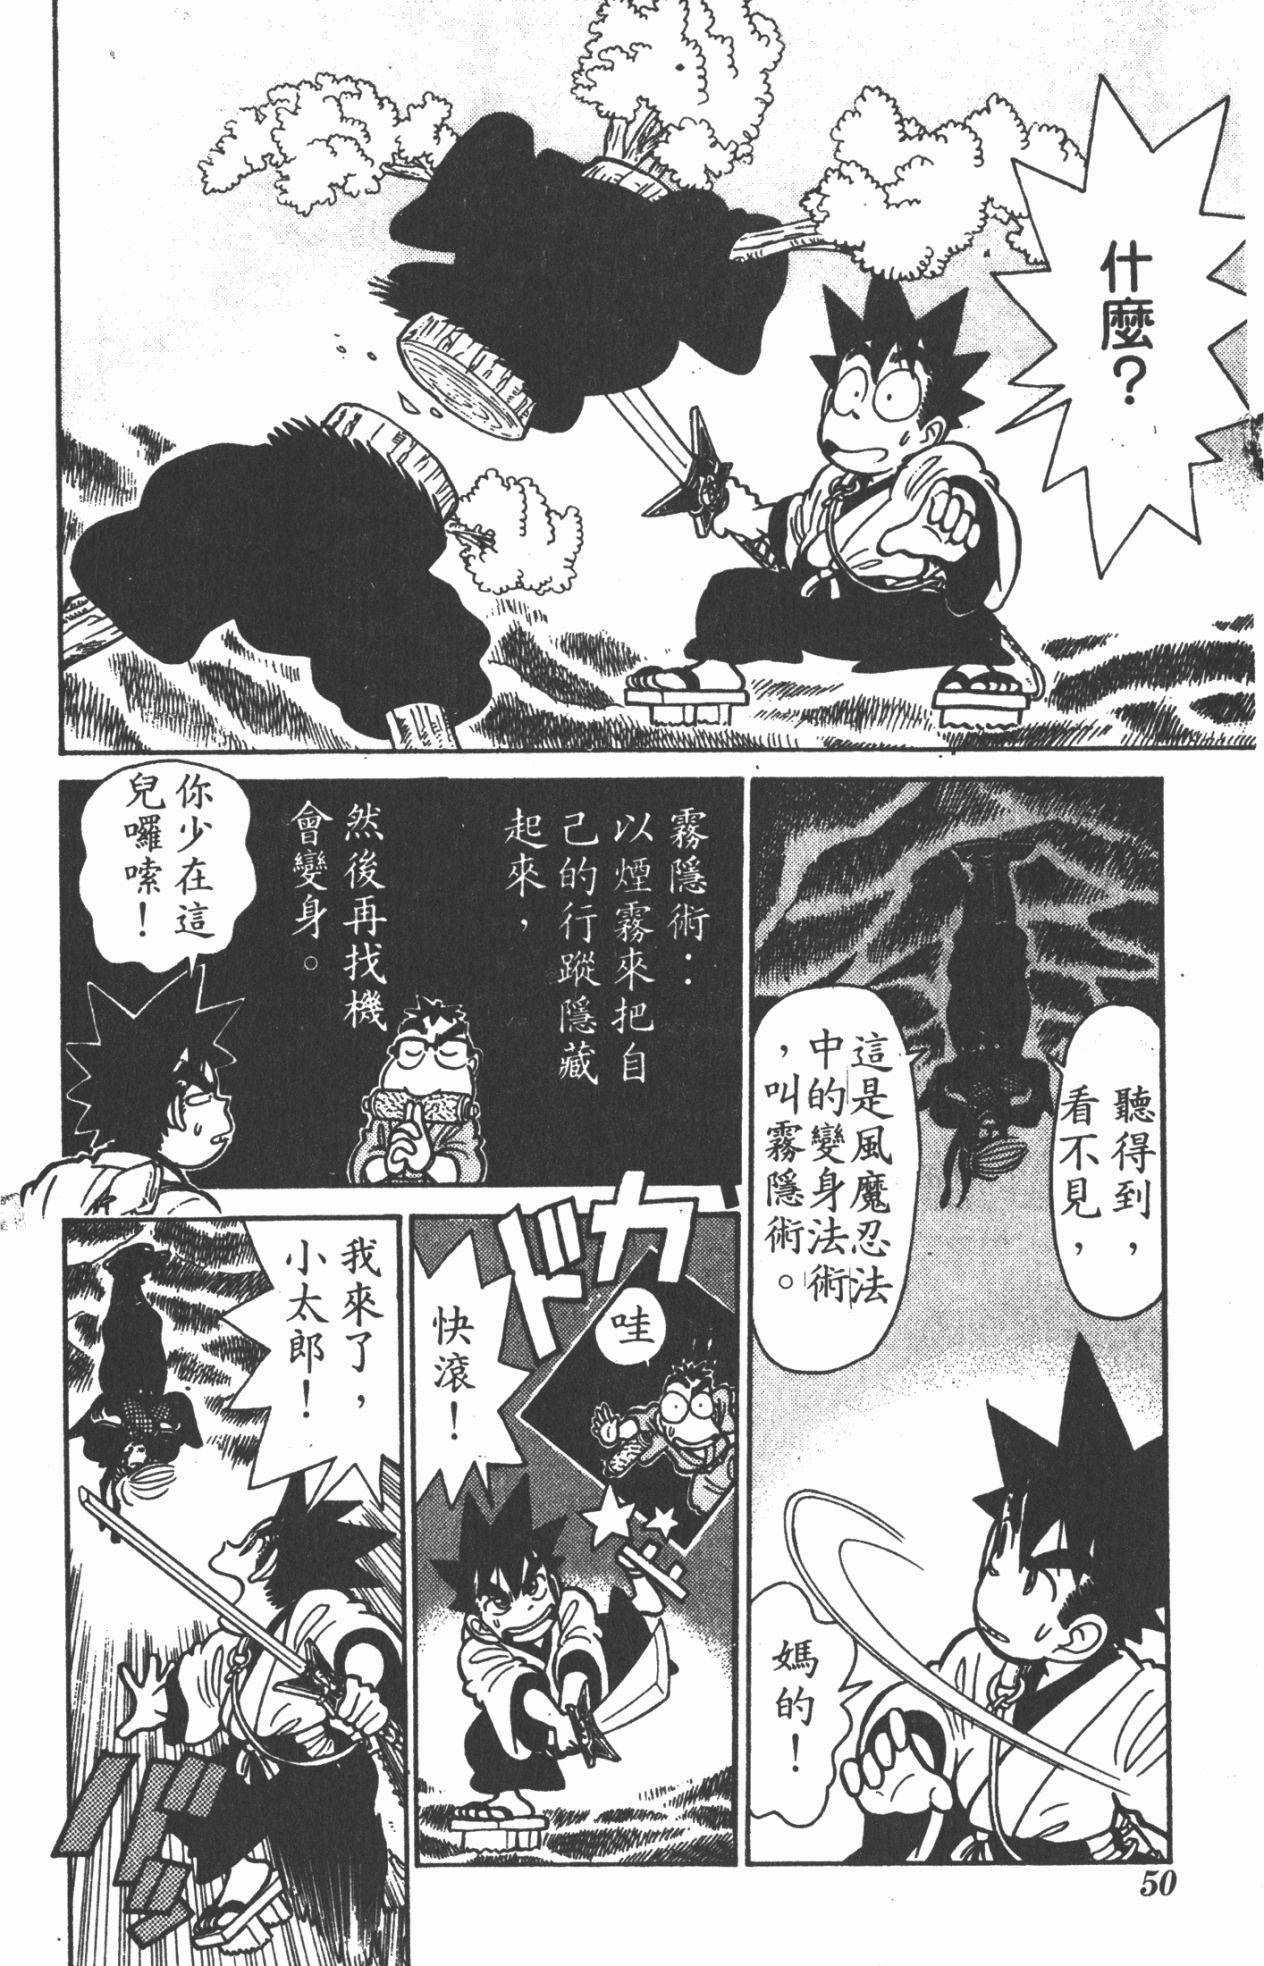 什麼？
聽得到，
看不見，
這是風魔忍法
中的變身法術
，叫霧隱術。
媽的！
霧隱術：
以煙霧來把自
己的行蹤隱藏
起來，
然後再找機
會變身。
你少在這
兒囉嗦！
ドカ
哇
快滾！
我來了，
小太郎！
50